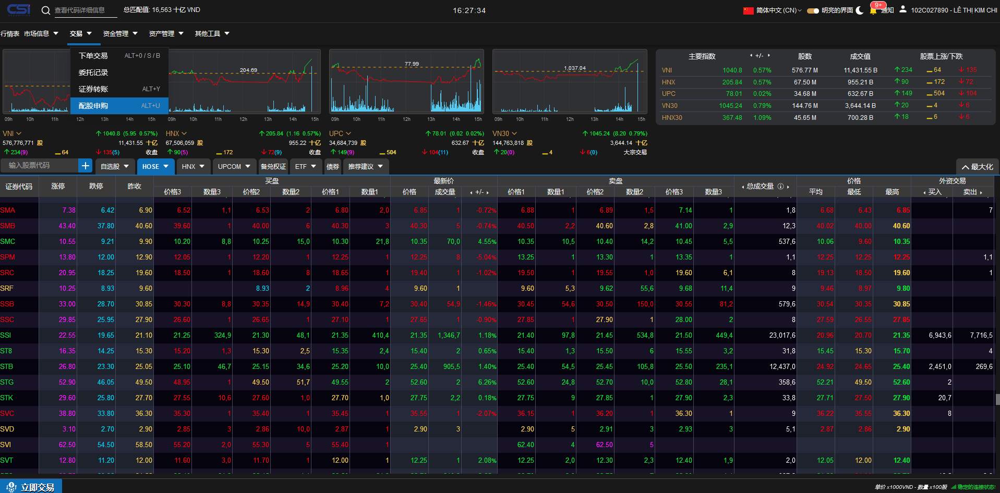 CSI 查看代码详细信息 总匹配值: 16,563 十亿 VND 16:27:34 简体中文 (CN) 明亮的界面 9+ 通知 102C027890 - LÊ THỊ KIM CHI
行情表 市场信息 交易 资金管理 资产管理 其他工具
下单交易 ALT+0 / S / B
委托记录
证券转账 ALT+Y
配股申购 ALT+U
204.69 77.99 1,037.04
09h 10h 11h 12h 13h 14h 15h 09h 10h 11h 12h 13h 14h 15h 09h 10h 11h 12h 13h 14h 15h 09h 10h 11h 12h 13h 14h 15h
主要指数 +/- 股数 成交值 股票上涨/下跌
VNI 1040.8 0.57% 576.77 M 11,431.55 B 234 64 135
HNX 205.84 0.57% 67.50 M 955.21 B 90 172 72
UPC 78.01 0.02% 34.68 M 632.67 B 149 504 104
VN30 1045.24 0.79% 144.76 M 3,644.14 B 20 4 6
HNX30 367.48 1.09% 45.65 M 700.28 B 18 6 6
VNI 1040.8 (5.95 0.57%) HNX 205.84 (1.16 0.57%) UPC 78.01 (0.02 0.02%) VN30 1045.24 (8.20 0.79%)
576,776,771 股 11,431.55 十亿 67,506,059 股 955.22 十亿 34,684,739 股 632.67 十亿 144,763,818 股 3,644.14 十亿
234(9) 64 135(5) 收盘 90(5) 172 72(9) 收盘 149(9) 504 104(11) 收盘 20(0) 4 6(0) 大宗交易
输入股票代码 + 自选股 HOSE HNX UPCOM 备兑权证 ETF 债券 推荐建议 最大化
证券代码 涨停 跌停 昨收 买盘 最新价 卖盘 总成交量 价格 外资交易
价格3 数量3 价格2 数量2 价格1 数量1 价格 成交量 +/- 价格1 数量1 价格2 数量2 价格3 数量3 平均 最低 最高 买入 卖出
SMA 7.38 6.42 6.90 6.52 1,1 6.53 2 6.80 2,0 6.85 1 -0.72% 6.88 1 6.89 1,5 7.14 1 1,8 6.68 6.43 6.85 7
SMB 43.40 37.80 40.60 39.60 1 40.00 6 40.30 3 40.30 5 -0.74% 40.50 2,2 40.60 2,8 41.00 2,9 12,3 40.02 40.00 40.60
SMC 10.55 9.21 9.90 10.20 8,8 10.25 15,0 10.30 21,8 10.35 70,0 4.55% 10.35 10,5 10.40 14,2 10.45 5,5 537,6 10.06 9.60 10.35
SPM 13.80 12.00 12.90 12.05 1 12.20 1 12.25 1 12.25 8 -5.04% 13.25 1 13.30 1 13.35 1 1,1 12.25 12.25 12.25 1,1
SRC 20.95 18.25 19.60 18.50 1 18.60 8 18.65 1 19.40 1 -1.02% 19.50 1 19.55 1,0 19.60 6,1 8 19.13 18.50 19.60 1
SRF 10.25 8.93 9.60 8.93 2 8.96 4 9.60 1 9.60 5,3 9.62 55,6 9.68 11,4 9 9.46 8.97 9.80
SSB 33.00 28.70 30.85 30.30 8,8 30.35 14,9 30.40 7,2 30.40 54,9 -1.46% 30.45 54,6 30.50 150,0 30.55 81,2 579,6 30.54 30.35 30.85
SSC 29.85 25.95 27.90 26.60 1 26.65 1 27.10 1 27.65 1 -0.90% 27.85 1 27.90 1 28.00 2 8 27.59 26.55 27.85
SSI 22.55 19.65 21.10 21.25 324,9 21.30 48,1 21.35 410,4 21.35 1,346,7 1.18% 21.40 97,8 21.45 534,8 21.50 449,4 23,017,6 20.96 20.70 21.35 6,943,6 7,716,5
ST8 16.35 14.25 15.30 15.20 1,3 15.30 2,5 15.35 2,4 15.40 2 0.65% 15.40 1,3 15.50 6 15.55 3,2 31,8 15.45 15.30 15.70 4
STB 26.80 23.30 25.05 25.10 46,7 25.15 34,6 25.20 10,0 25.40 905,5 1.40% 25.40 54,5 25.45 105,8 25.50 235,1 12,437,0 24.92 24.65 25.40 2,451,0 269,6
STG 52.90 46.05 49.50 48.95 1 49.50 51,7 49.55 2 52.60 2 6.26% 52.60 24,8 52.70 10,0 52.80 28,1 358,6 52.21 49.50 52.60 2
STK 29.60 25.80 27.70 27.55 10,6 27.60 1,0 27.70 1,0 27.75 2,2 0.18% 27.75 9 27.85 1 27.90 2,3 33,8 27.71 27.50 27.90 20,7
SVC 38.80 33.80 36.30 35.30 1 35.40 1 35.45 1 35.55 1 -2.07% 36.15 1 36.20 1 36.30 1 9 36.22 35.55 36.30 8
SVD 3.10 2.70 2.90 2.85 3 2.86 10,0 2.87 1 2.90 3 2.90 5 2.91 3 2.93 3 5,1 2.87 2.86 2.90
SVI 62.50 54.50 58.50 55.20 2,0 55.30 5 55.40 1 62.40 4 62.50 5
SVT 12.80 11.20 12.00 11.60 3,0 11.70 1 12.00 1 12.25 1 2.08% 12.25 2,0 12.30 2,3 12.40 1,9 2,0 12.05 12.00 12.40
立即交易 单价 x1000VND - 数量 x100股 稳定的连接状态!